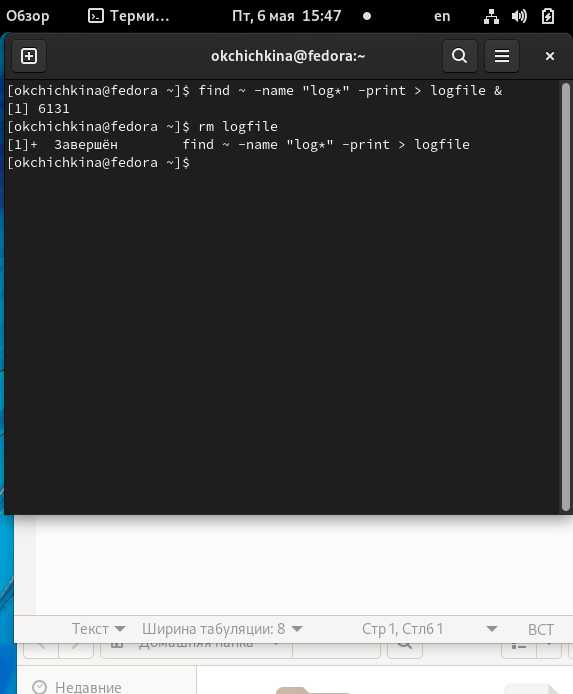 Обзор Терми... Пт, 6 мая 15:47 en
okchichkina@fedora:~
[okchichkina@fedora ~]$ find ~ -name "log*" -print > logfile &
[1] 6131
[okchichkina@fedora ~]$ rm logfile
[1]+  Завершён        find ~ -name "log*" -print > logfile
[okchichkina@fedora ~]$
Текст Ширина табуляции: 8 Стр 1, Стлб 1 ВСТ
Домашняя папка
Недавние